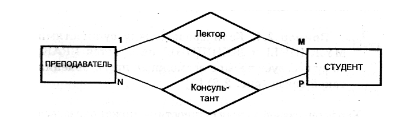 Лектор
1
M
ПРЕПОДАВАТЕЛЬ
СТУДЕНТ
N
P
Консуль-
тант